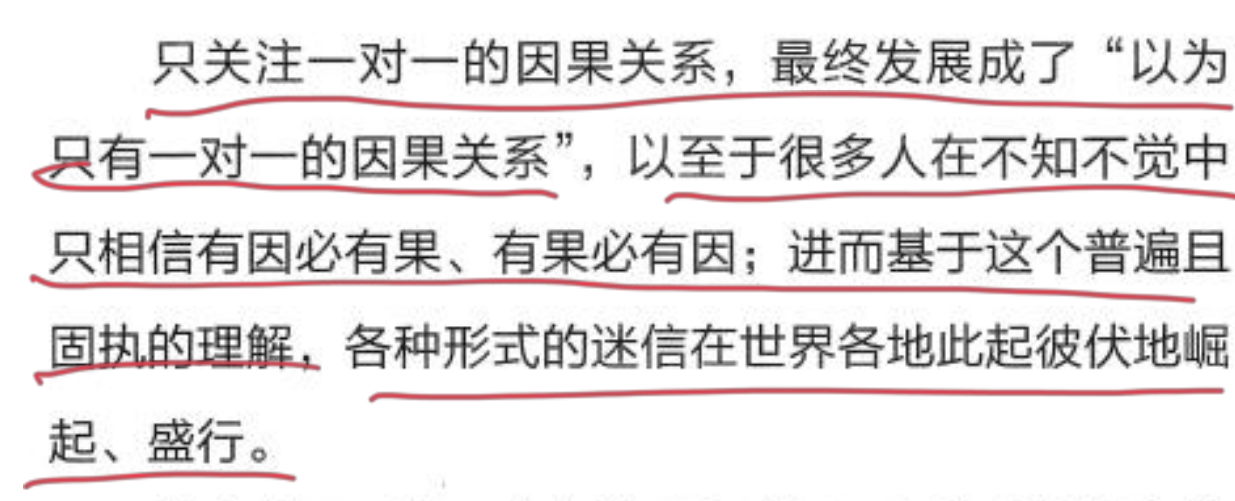 只关注一对一的因果关系，最终发展成了“以为
只有一对一的因果关系”，以至于很多人在不知不觉中
只相信有因必有果、有果必有因；进而基于这个普遍且
固执的理解，各种形式的迷信在世界各地此起彼伏地崛
起、盛行。